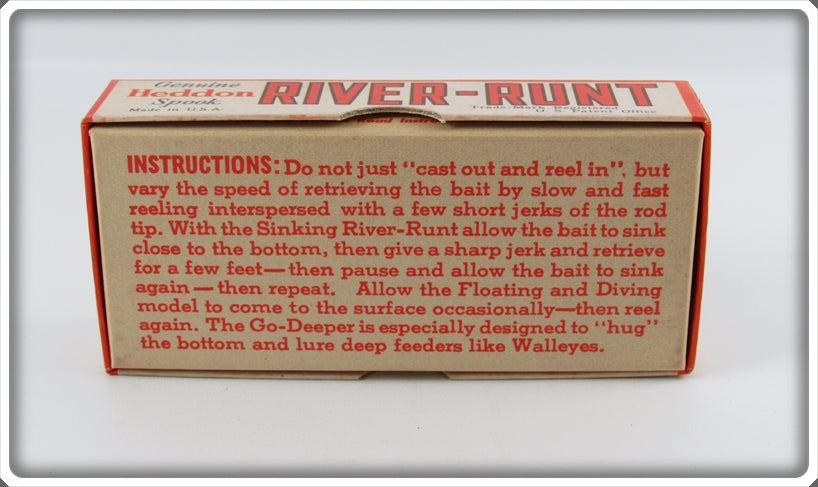 Genuine
Heddon
Spook
Made in U.S.A.
RIVER-RUNT
Trade-Mark Registered
U.S. Patent Office
Read Instr
INSTRUCTIONS: Do not just "cast out and reel in", but
vary the speed of retrieving the bait by slow and fast
reeling interspersed with a few short jerks of the rod
tip. With the Sinking River-Runt allow the bait to sink
close to the bottom, then give a sharp jerk and retrieve
for a few feet—then pause and allow the bait to sink
again—then repeat. Allow the Floating and Diving
model to come to the surface occasionally—then reel
again. The Go-Deeper is especially designed to "hug"
the bottom and lure deep feeders like Walleyes.